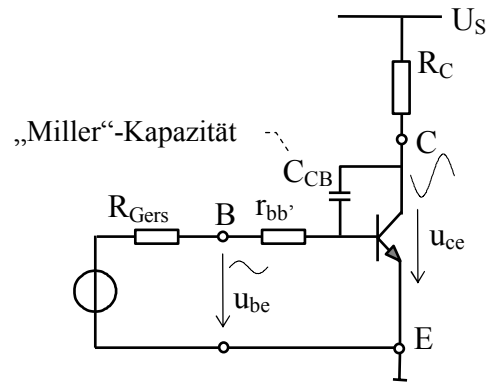 U_S
R_C
„Miller“-Kapazität
C
C_CB
R_Gers
B
r_bb'
u_ce
u_be
E